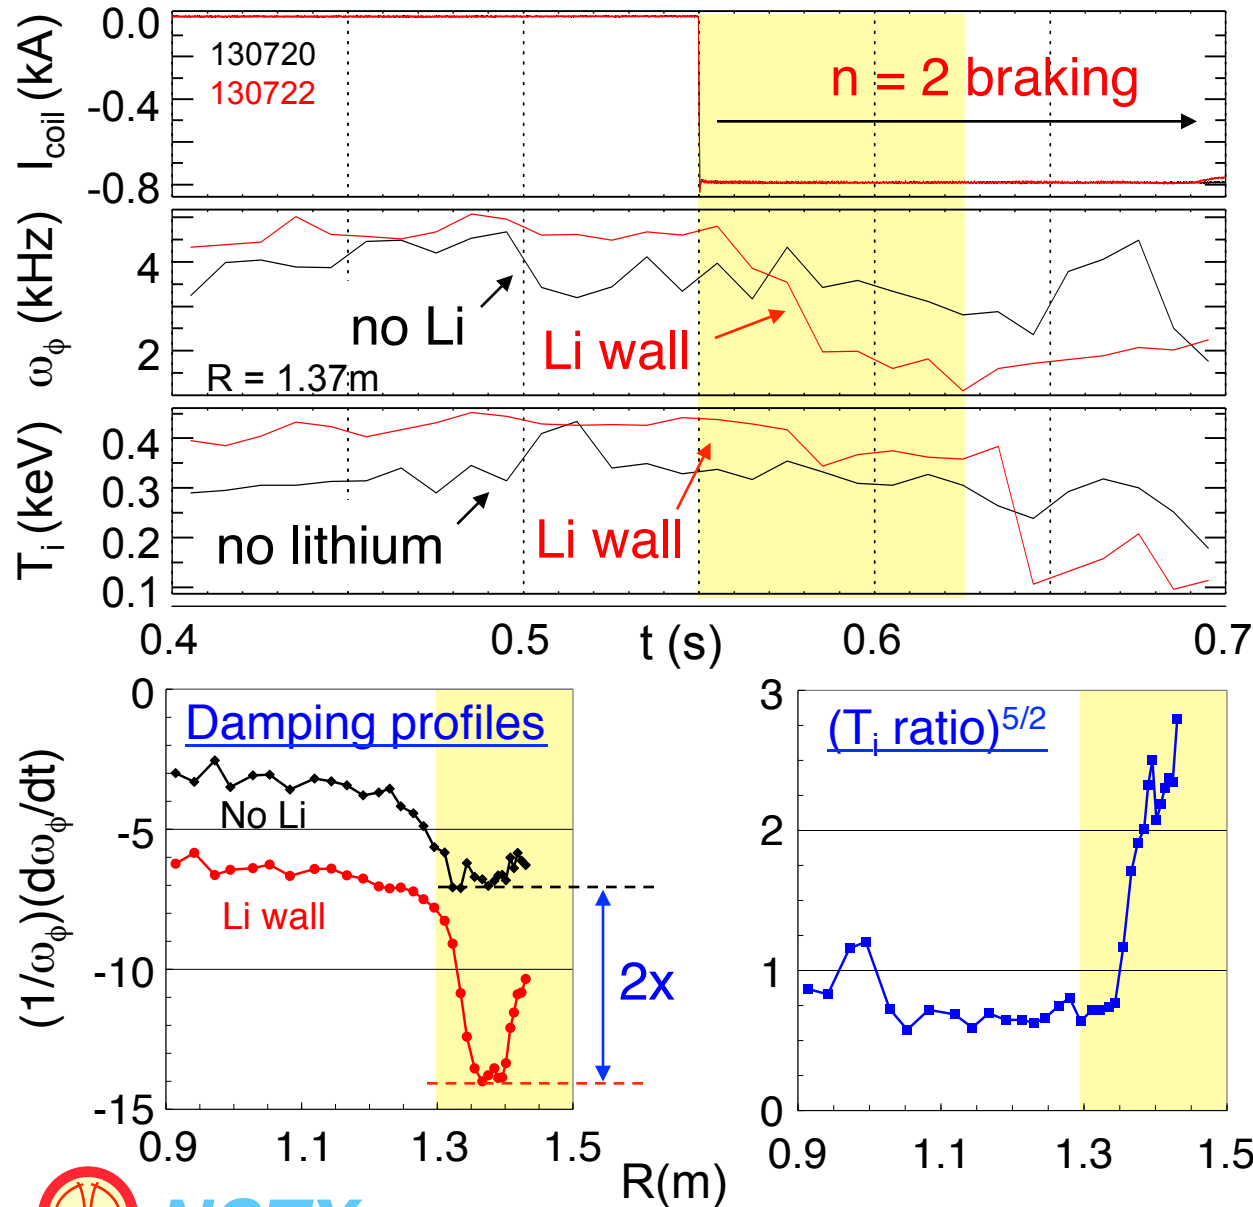 I_coil (kA)
0.0
-0.4
-0.8
130720
130722
n = 2 braking
ω_ϕ (kHz)
4
2
no Li
Li wall
R = 1.37m
T_i (keV)
0.4
0.3
0.2
0.1
no lithium
Li wall
0.4
0.5
t (s)
0.6
0.7
(1/ω_ϕ)(dω_ϕ/dt)
0
-5
-10
-15
Damping profiles
No Li
Li wall
2x
0.9
1.1
1.3
1.5
3
2
1
0
(T_i ratio)^5/2
0.9
1.1
1.3
1.5
R(m)